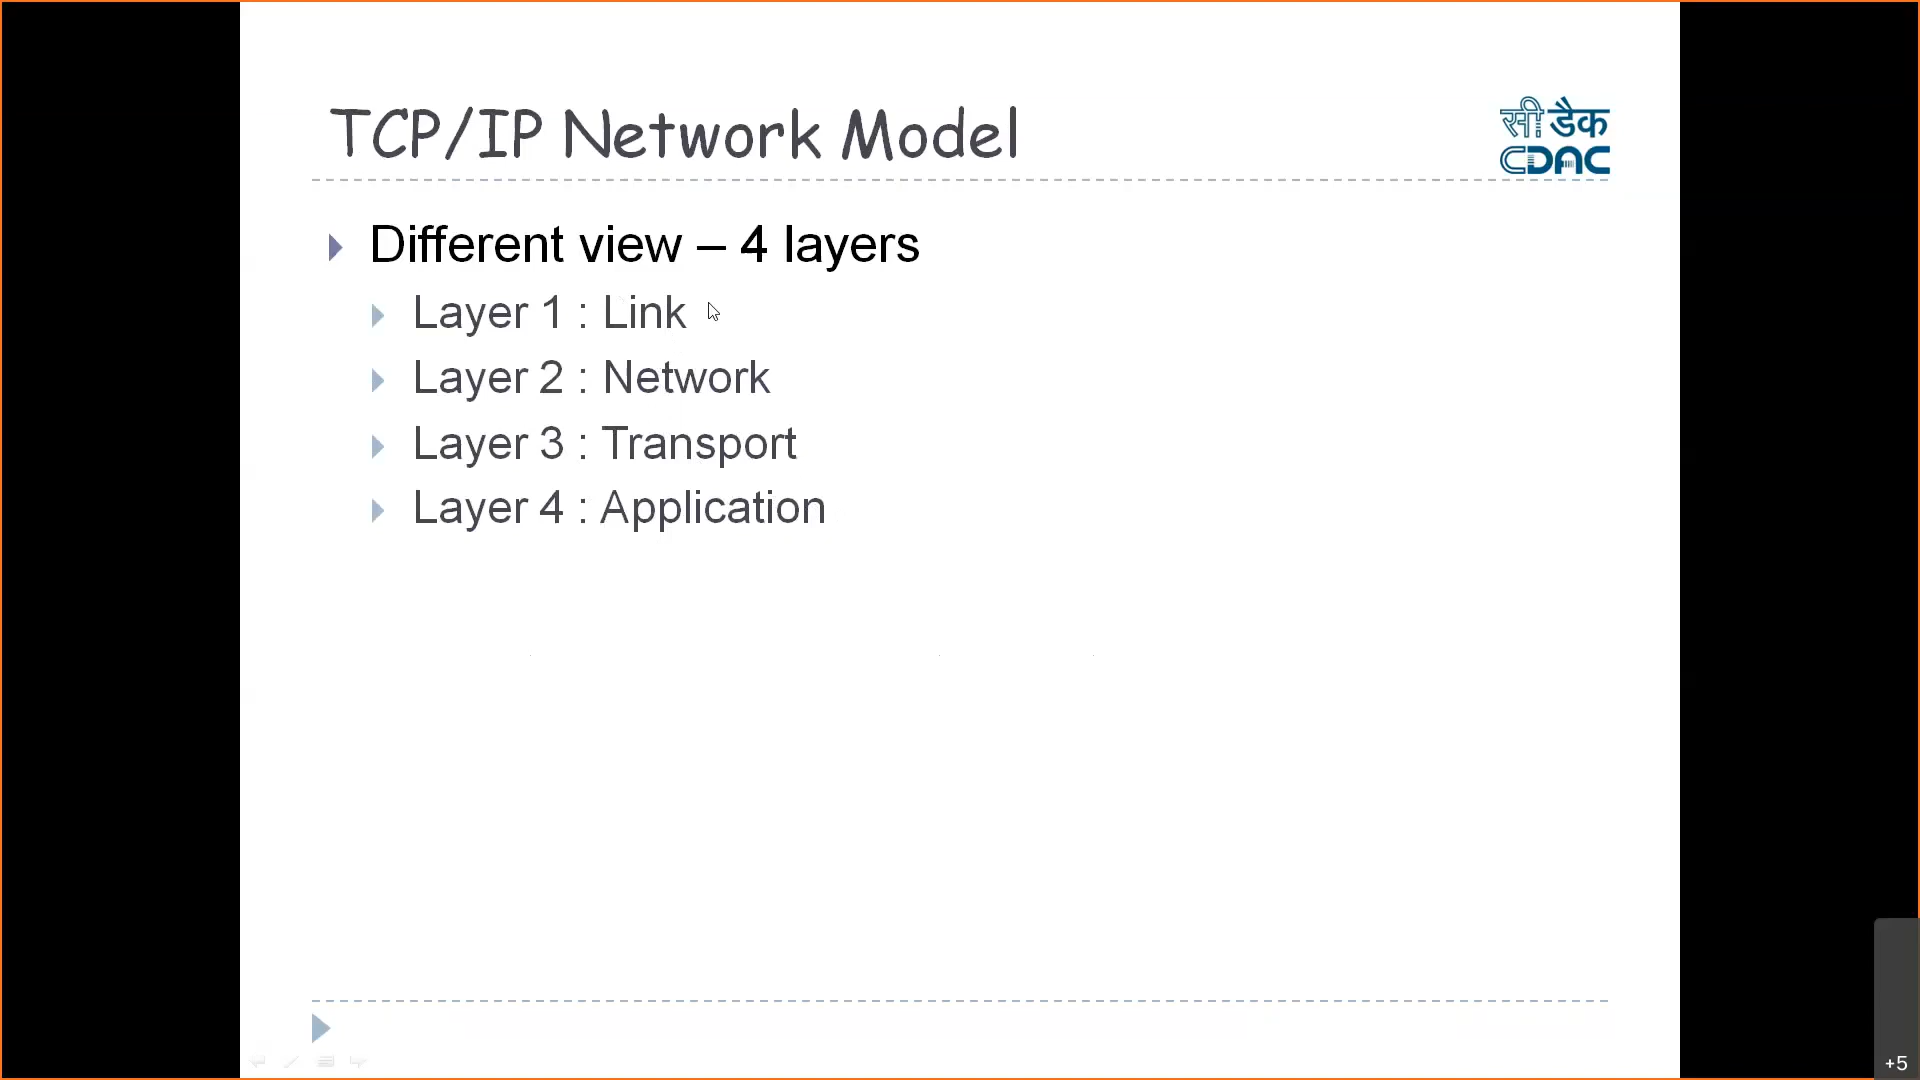 TCP/IP Network Model
सी डैक
CDAC
Different view – 4 layers
Layer 1 : Link
Layer 2 : Network
Layer 3 : Transport
Layer 4 : Application
+5